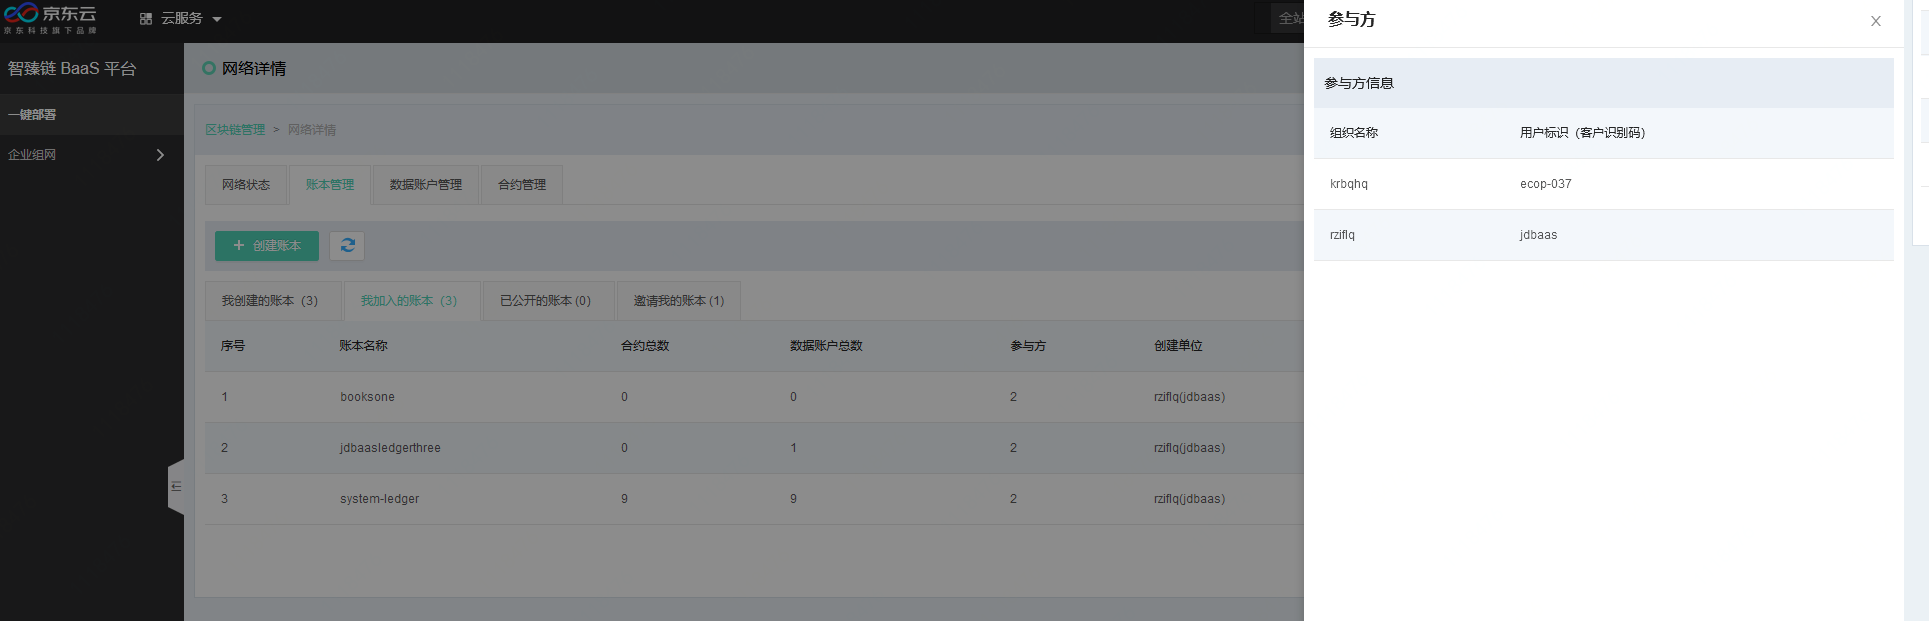 京东云
京东科技旗下品牌
云服务
全站
智臻链 BaaS 平台
一键部署
企业组网
网络详情
区块链管理 > 网络详情
网络状态 账本管理 数据账户管理 合约管理
+ 创建账本
我创建的账本（3） 我加入的账本（3） 已公开的账本 (0) 邀请我的账本 (1)
序号 账本名称 合约总数 数据账户总数 参与方 创建单位
1 booksone 0 0 2 rziflq(jdbaas)
2 jdbaasledgerthree 0 1 2 rziflq(jdbaas)
3 system-ledger 9 9 2 rziflq(jdbaas)
参与方
参与方信息
组织名称 用户标识（客户识别码）
krbqhq ecop-037
rziflq jdbaas